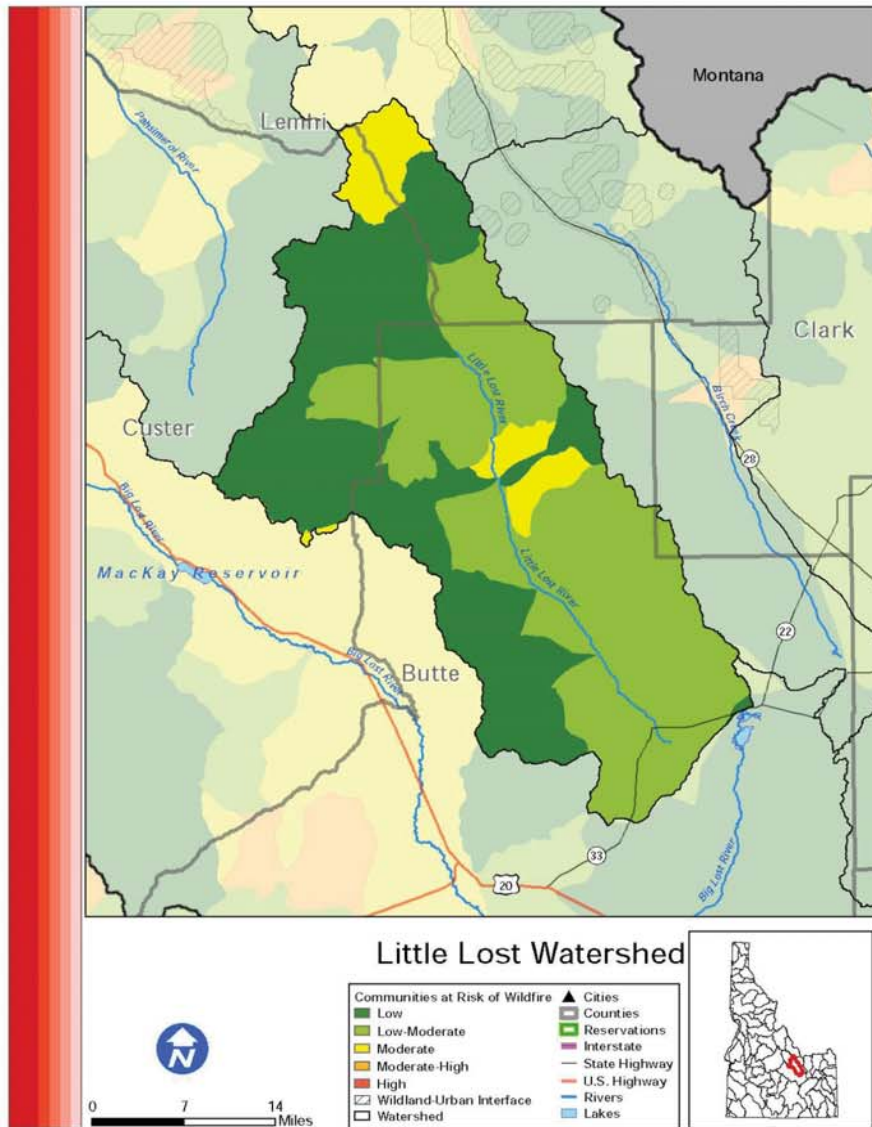 Montana
Lemhi
Pahsimeroi River
Clark
Little Lost River
Birch Creek
Custer
28
Big Lost River
MacKay Reservoir
Little Lost River
22
Big Lost River
Butte
33
20
Big Lost River
Little Lost Watershed
Communities at Risk of Wildfire
Low
Low-Moderate
Moderate
Moderate-High
High
Wildland-Urban Interface
Watershed
Cities
Counties
Reservations
Interstate
State Highway
U.S. Highway
Rivers
Lakes
N
0 7 14
Miles